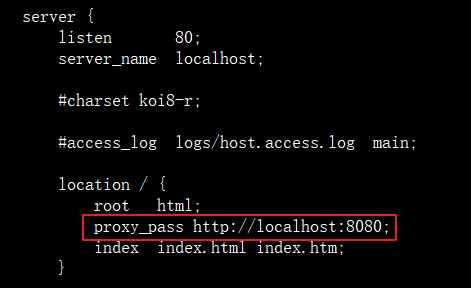 server {
listen 80;
server_name localhost;
#charset koi8-r;
#access_log logs/host.access.log main;
location / {
root html;
proxy_pass http://localhost:8080;
index index.html index.htm;
}